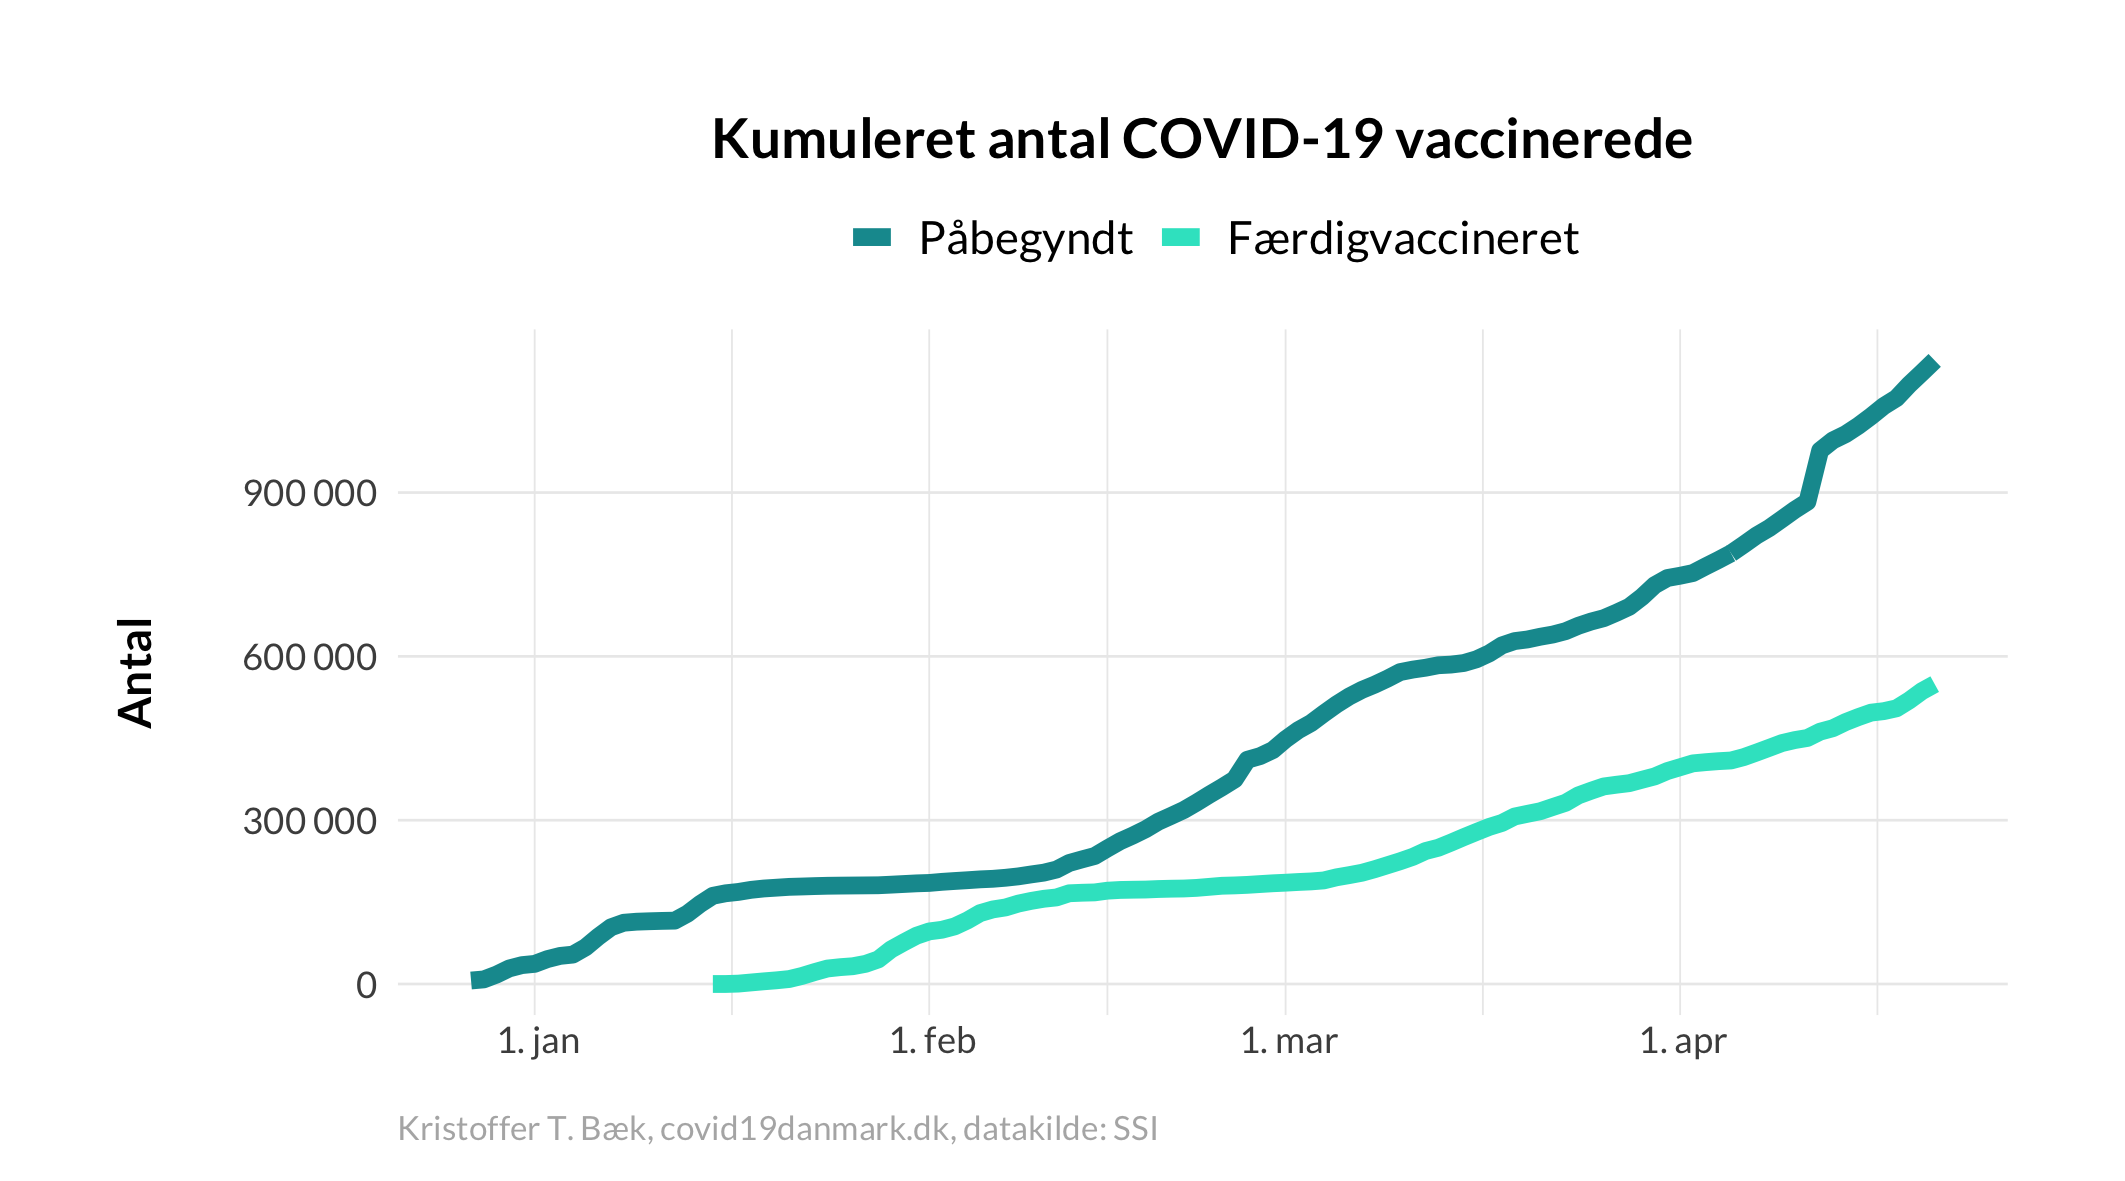 Kumuleret antal COVID-19 vaccinerede
Påbegyndt Færdigvaccineret
Antal
900 000
600 000
300 000
0
1. jan 1. feb 1. mar 1. apr
Kristoffer T. Bæk, covid19danmark.dk, datakilde: SSI